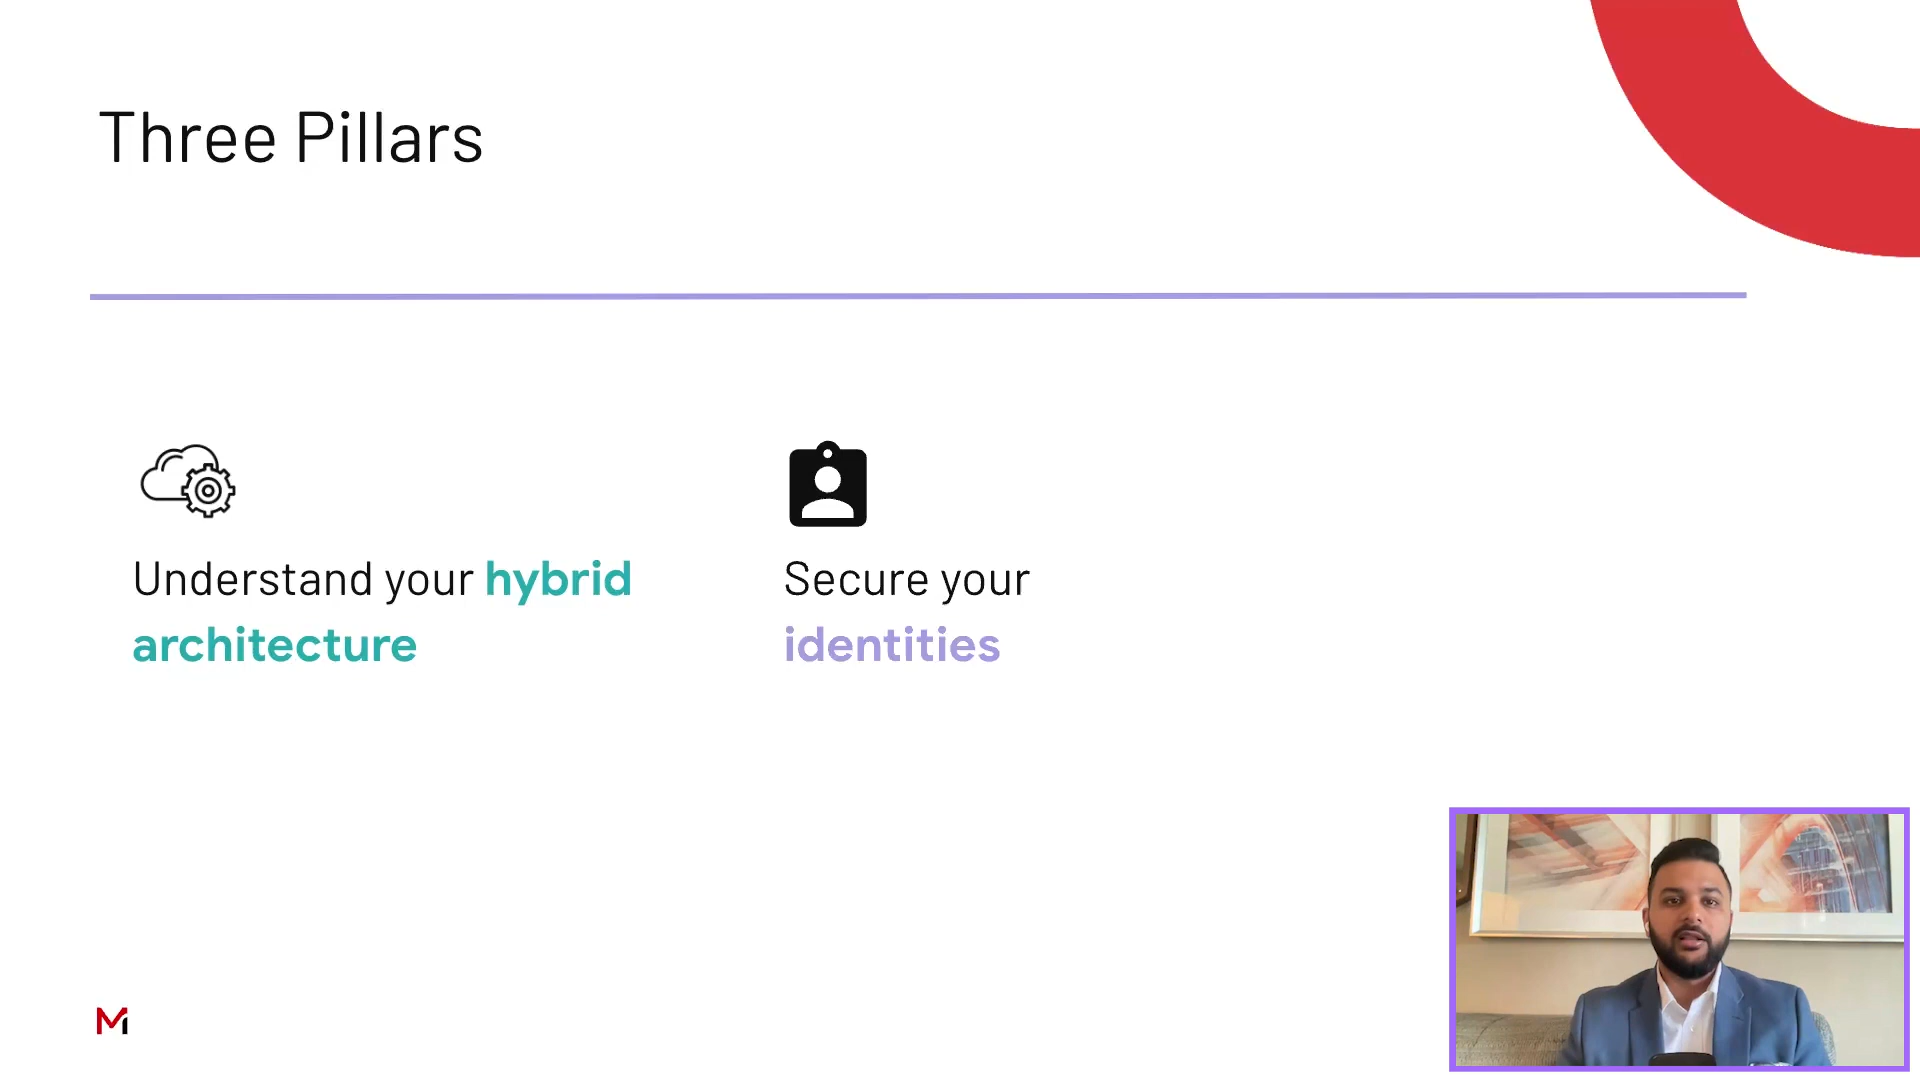 Three Pillars
Understand your hybrid
architecture
Secure your
identities